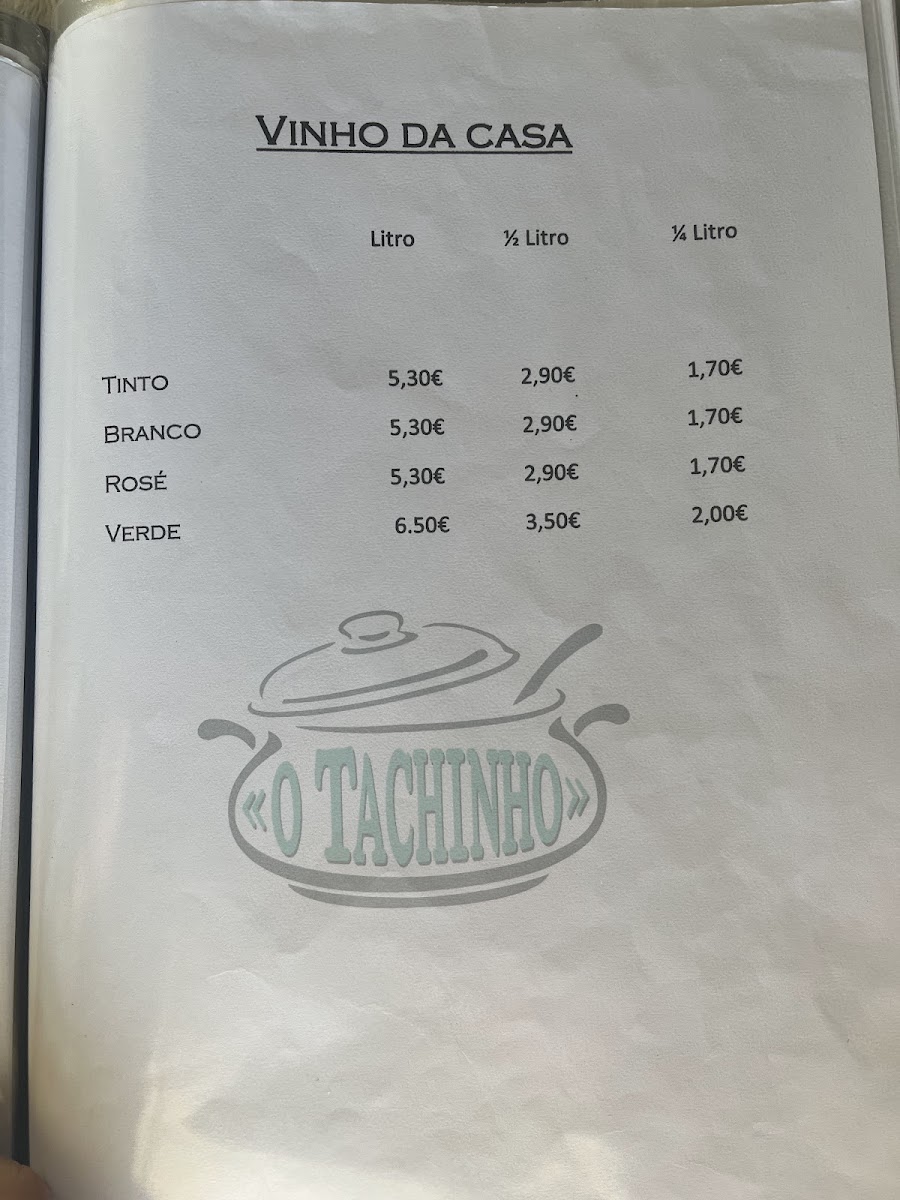 VINHO DA CASA
Litro ½ Litro ¼ Litro
TINTO 5,30€ 2,90€ 1,70€
BRANCO 5,30€ 2,90€ 1,70€
ROSÉ 5,30€ 2,90€ 1,70€
VERDE 6.50€ 3,50€ 2,00€
«O TACHINHO»